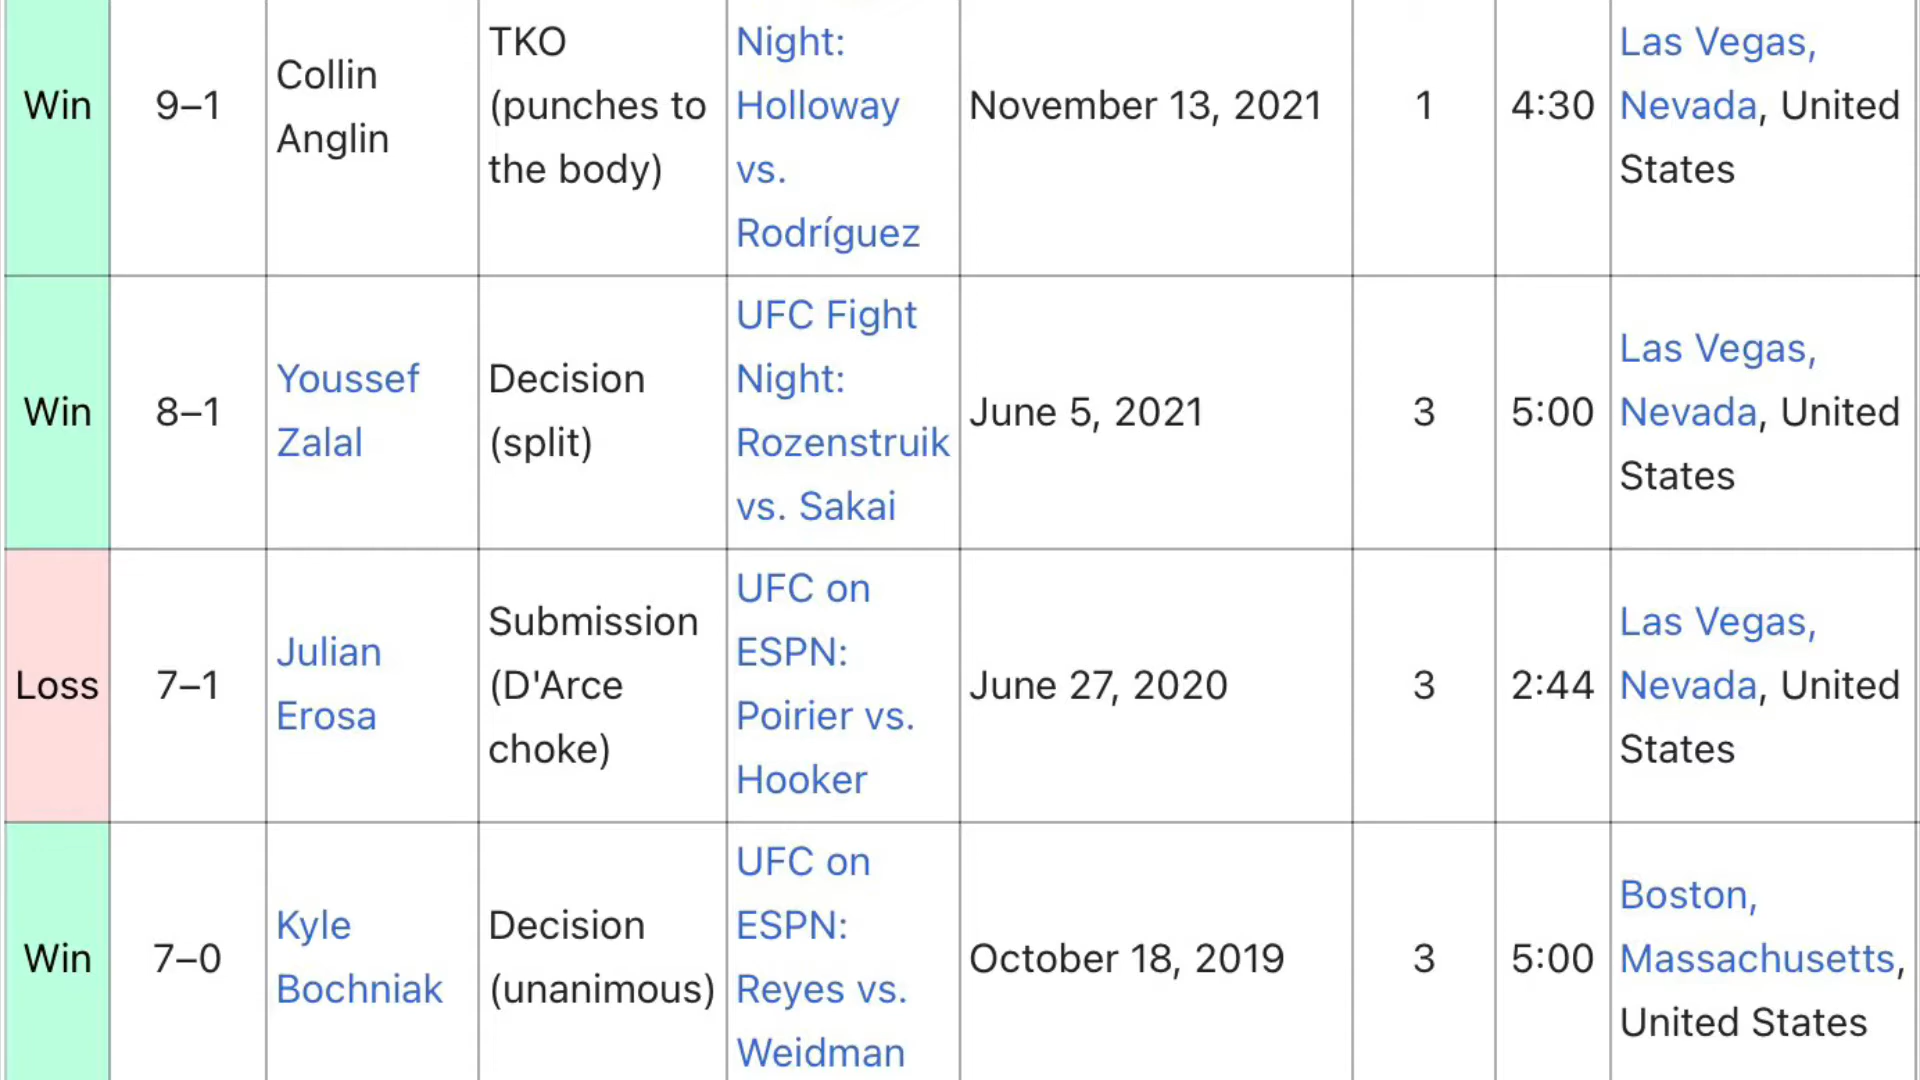 Win
9–1
Collin
Anglin
TKO
(punches to
the body)
Night:
Holloway
vs.
Rodríguez
November 13, 2021
1
4:30
Las Vegas,
Nevada, United
States
Win
8–1
Youssef
Zalal
Decision
(split)
UFC Fight
Night:
Rozenstruik
vs. Sakai
June 5, 2021
3
5:00
Las Vegas,
Nevada, United
States
Loss
7–1
Julian
Erosa
Submission
(D'Arce
choke)
UFC on
ESPN:
Poirier vs.
Hooker
June 27, 2020
3
2:44
Las Vegas,
Nevada, United
States
Win
7–0
Kyle
Bochniak
Decision
(unanimous)
UFC on
ESPN:
Reyes vs.
Weidman
October 18, 2019
3
5:00
Boston,
Massachusetts,
United States